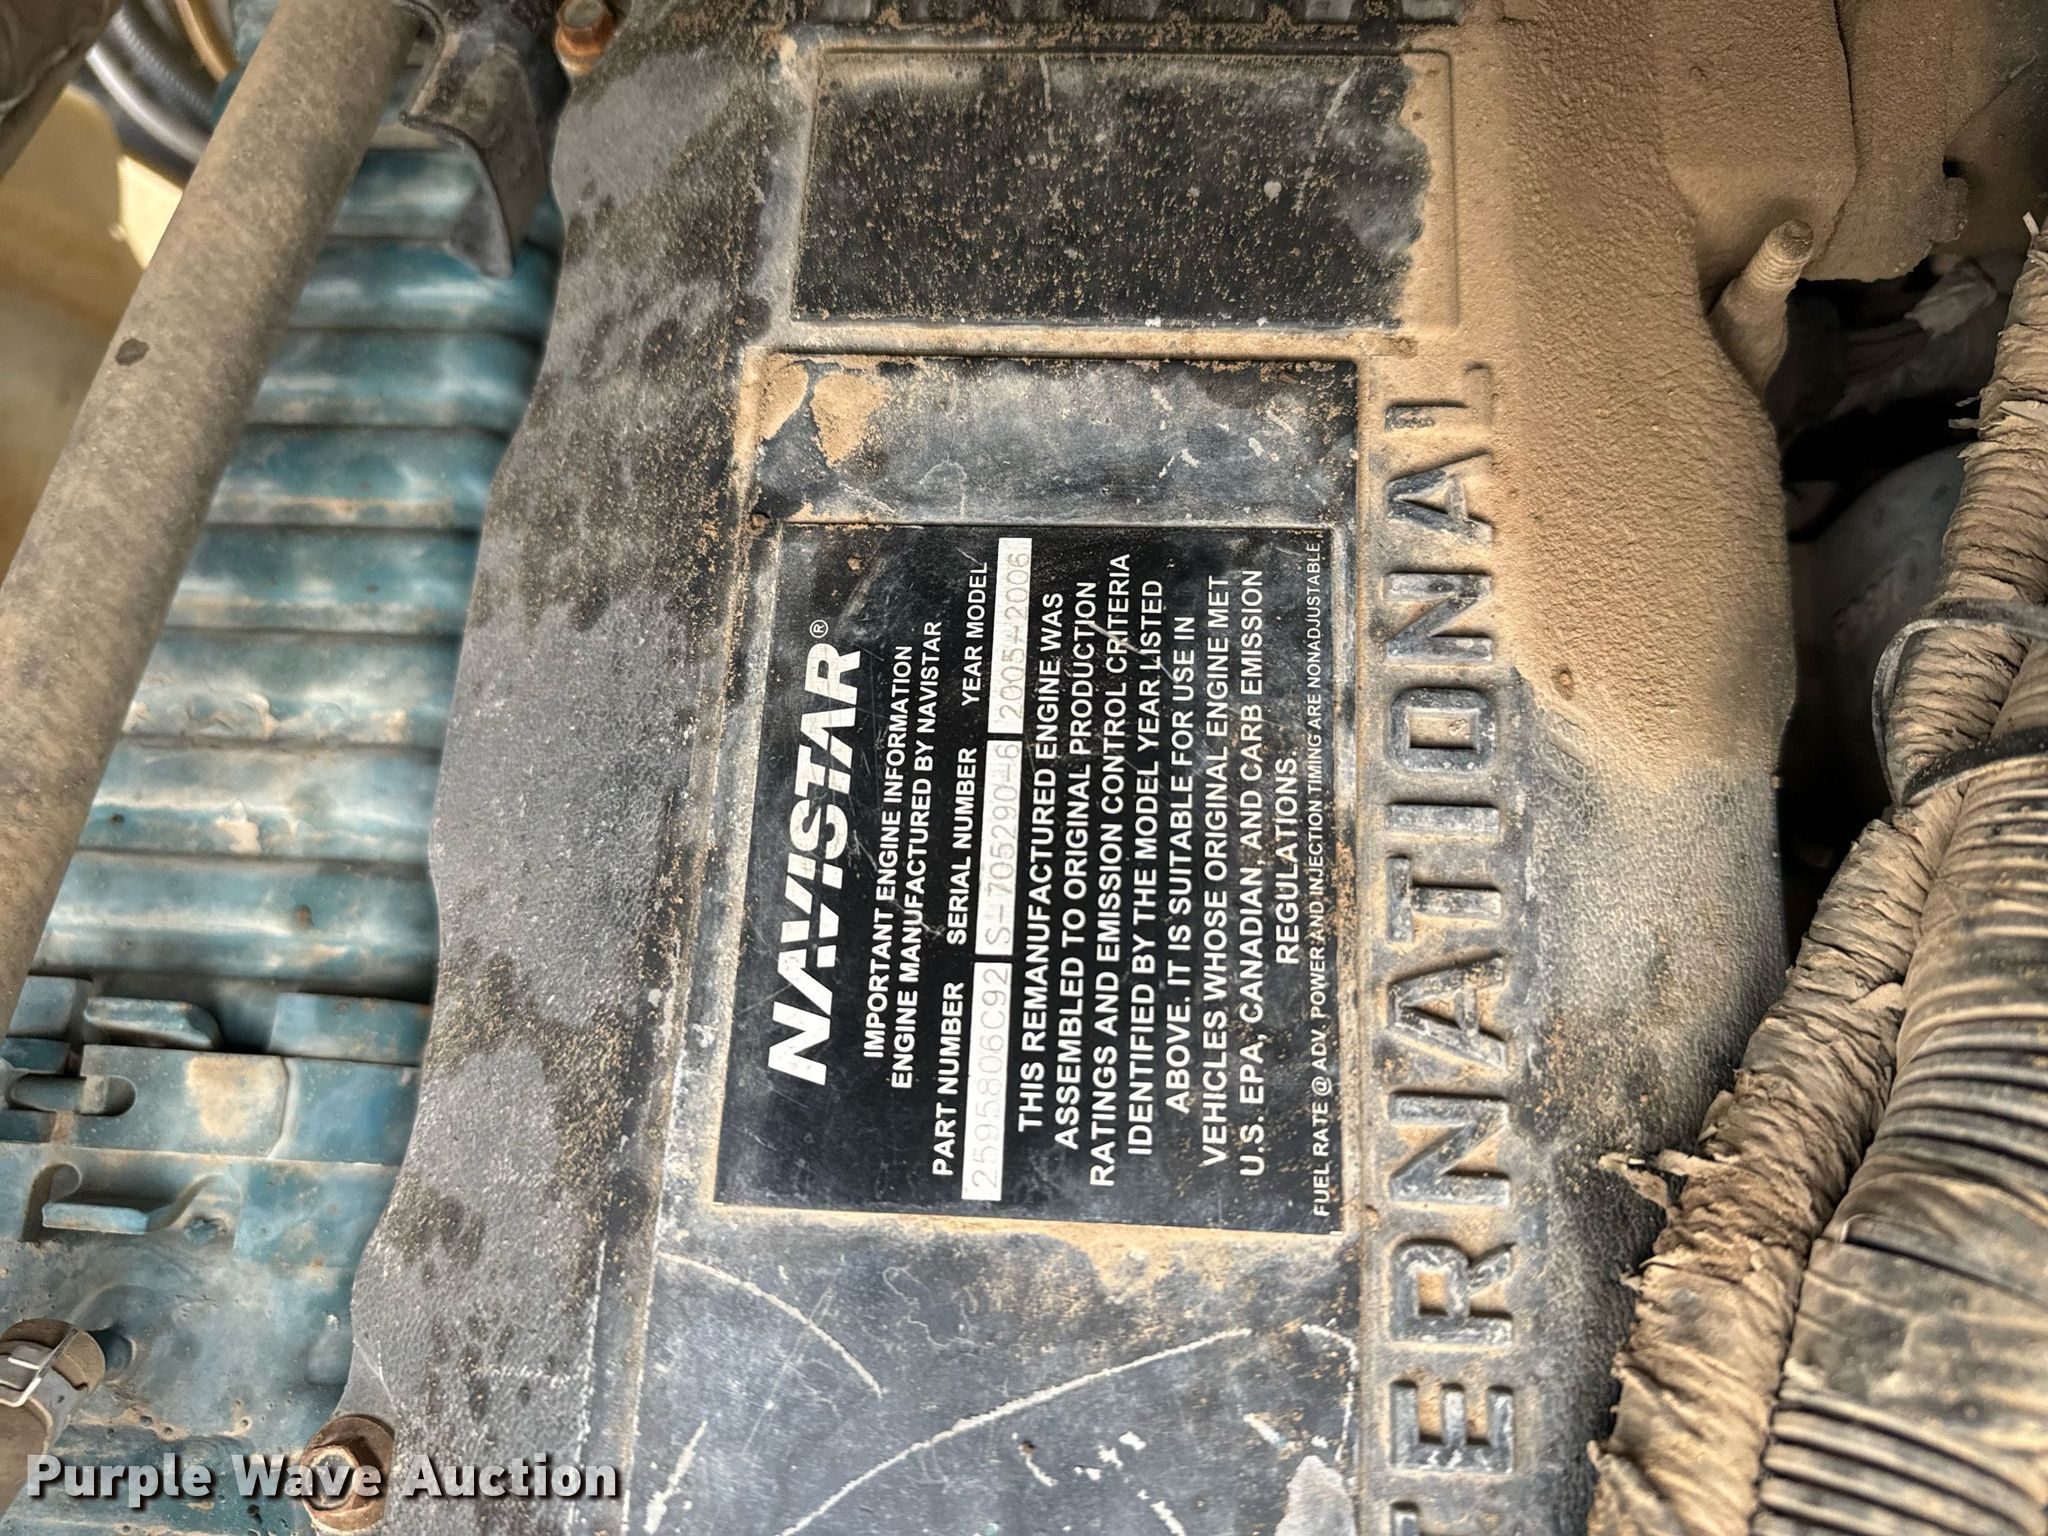 NAVISTAR®
IMPORTANT ENGINE INFORMATION
ENGINE MANUFACTURED BY NAVISTAR
PART NUMBER SERIAL NUMBER YEAR MODEL
2595806C92 S-70529046 2005-2006
THIS REMANUFACTURED ENGINE WAS
ASSEMBLED TO ORIGINAL PRODUCTION
RATINGS AND EMISSION CONTROL CRITERIA
IDENTIFIED BY THE MODEL YEAR LISTED
ABOVE. IT IS SUITABLE FOR USE IN
VEHICLES WHOSE ORIGINAL ENGINE MET
U.S. EPA, CANADIAN, AND CARB EMISSION
REGULATIONS.
FUEL RATE @ ADV. POWER AND INJECTION TIMING ARE NONADJUSTABLE
TERNATIONAL
Purple Wave Auction